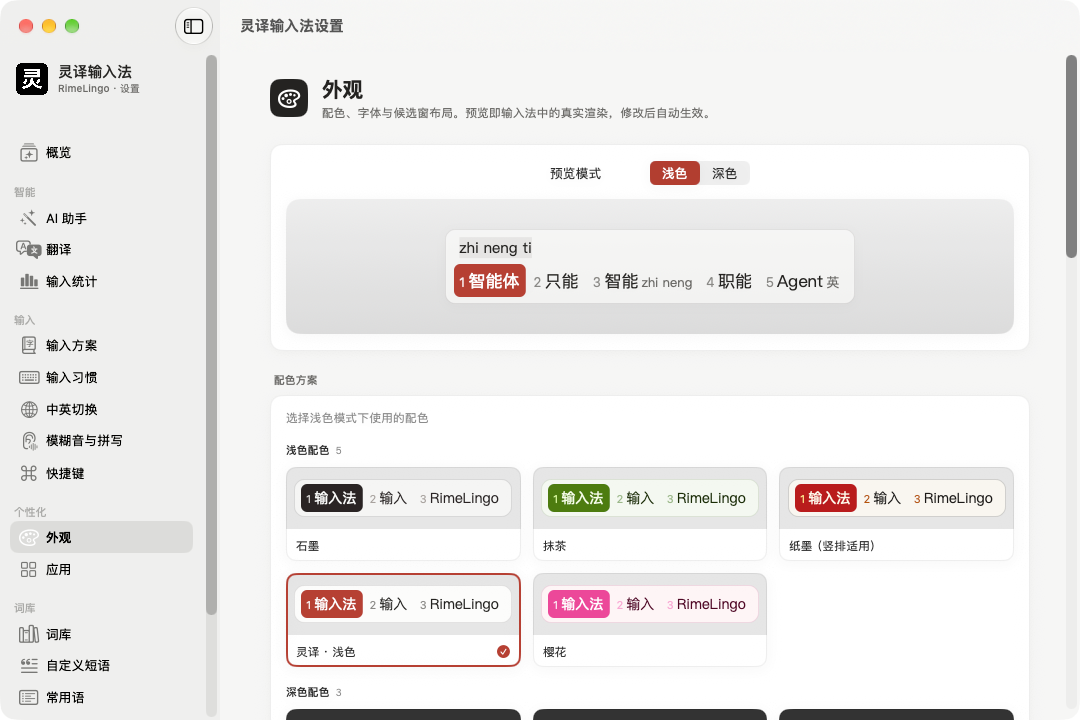 灵译输入法设置
灵
灵译输入法
RimeLingo · 设置
概览
智能
AI 助手
翻译
输入统计
输入
输入方案
输入习惯
中英切换
模糊音与拼写
快捷键
个性化
外观
应用
词库
词库
自定义短语
常用语
外观
配色、字体与候选窗布局。预览即输入法中的真实渲染，修改后自动生效。
预览模式 浅色 深色
zhi neng ti
1 智能体 2 只能 3 智能 zhi neng 4 职能 5 Agent 英
配色方案
选择浅色模式下使用的配色
浅色配色 5
1 输入法 2 输入 3 RimeLingo
石墨
1 输入法 2 输入 3 RimeLingo
抹茶
1 输入法 2 输入 3 RimeLingo
纸墨（竖排适用）
1 输入法 2 输入 3 RimeLingo
灵译 · 浅色
1 输入法 2 输入 3 RimeLingo
樱花
深色配色 3